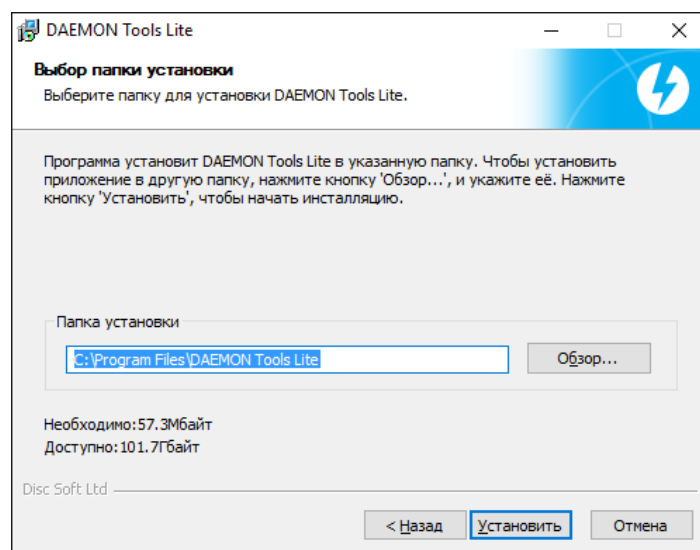 DAEMON Tools Lite
Выбор папки установки
Выберите папку для установки DAEMON Tools Lite.
Программа установит DAEMON Tools Lite в указанную папку. Чтобы установить
приложение в другую папку, нажмите кнопку 'Обзор...', и укажите её. Нажмите
кнопку 'Установить', чтобы начать инсталляцию.
Папка установки
C:\Program Files\DAEMON Tools Lite
Обзор...
Необходимо:57.3Мбайт
Доступно:101.7Гбайт
Disc Soft Ltd
< Назад Установить Отмена